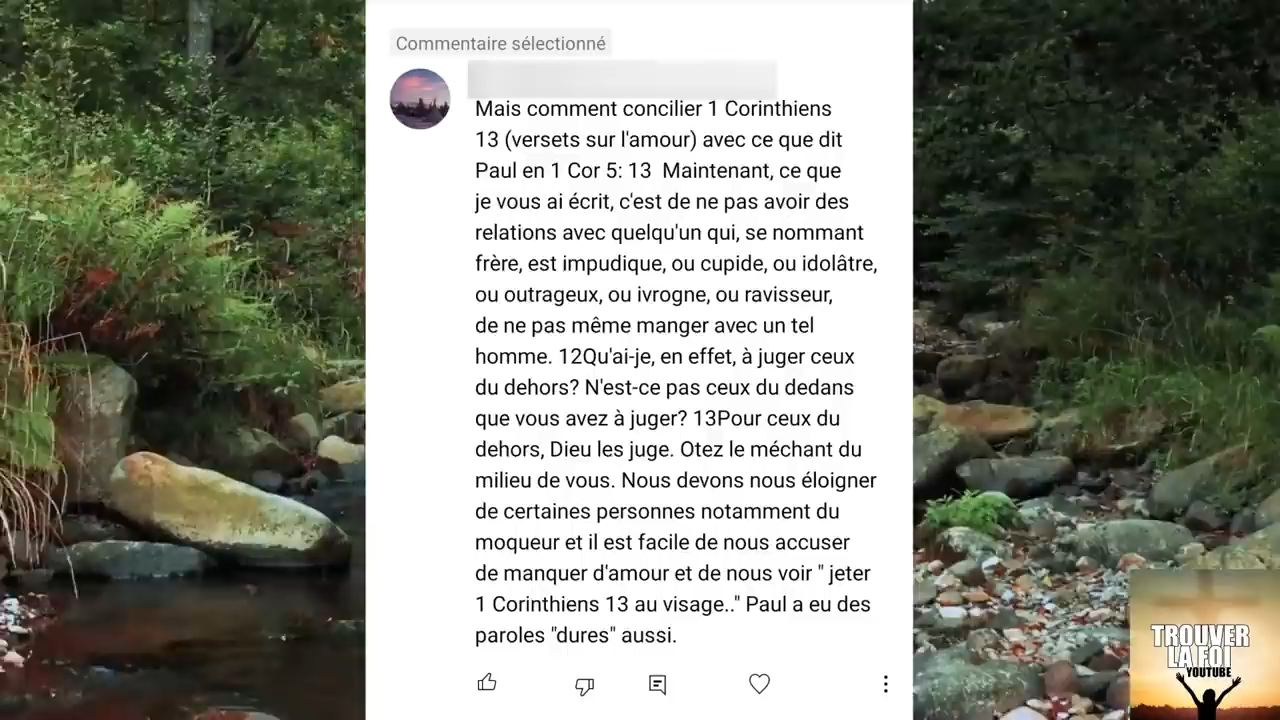 Commentaire sélectionné
Mais comment concilier 1 Corinthiens
13 (versets sur l'amour) avec ce que dit
Paul en 1 Cor 5: 13  Maintenant, ce que
je vous ai écrit, c'est de ne pas avoir des
relations avec quelqu'un qui, se nommant
frère, est impudique, ou cupide, ou idolâtre,
ou outrageux, ou ivrogne, ou ravisseur,
de ne pas même manger avec un tel
homme. 12Qu'ai-je, en effet, à juger ceux
du dehors? N'est-ce pas ceux du dedans
que vous avez à juger? 13Pour ceux du
dehors, Dieu les juge. Otez le méchant du
milieu de vous. Nous devons nous éloigner
de certaines personnes notamment du
moqueur et il est facile de nous accuser
de manquer d'amour et de nous voir " jeter
1 Corinthiens 13 au visage.." Paul a eu des
paroles "dures" aussi.
TROUVER
LA FOI
YOUTUBE